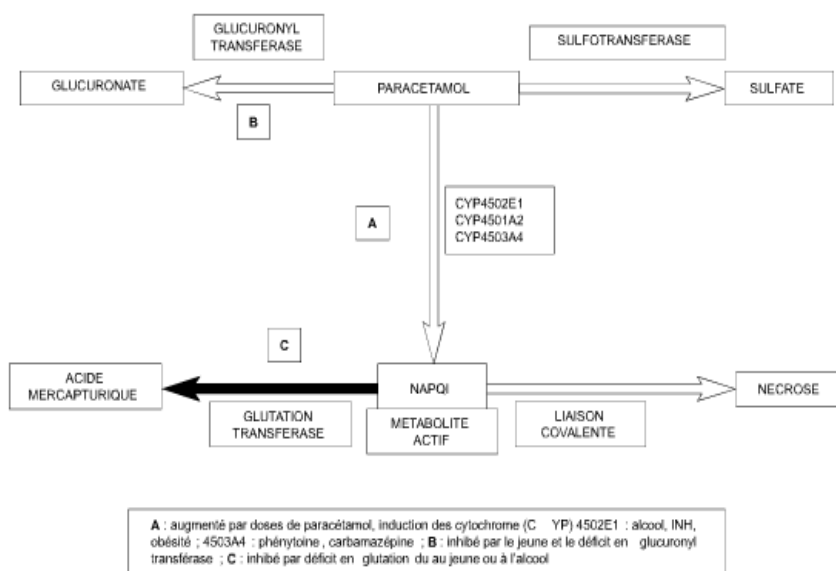 GLUCURONYL
TRANSFERASE
SULFOTRANSFERASE
GLUCURONATE
PARACETAMOL
SULFATE
B
CYP4502E1
CYP4501A2
CYP4503A4
A
C
ACIDE
MERCAPTURIQUE
NAPQI
NECROSE
GLUTATION
TRANSFERASE
METABOLITE
ACTIF
LIAISON
COVALENTE
A : augmenté par doses de paracétamol, induction des cytochrome (C YP) 4502E1 : alcool, INH,
obésité ; 4503A4 : phénytoine , carbamazépine ; B : inhibé par le jeune et le déficit en glucuronyl
transférase ; C : inhibé par déficit en glutation du au jeune ou à l'alcool